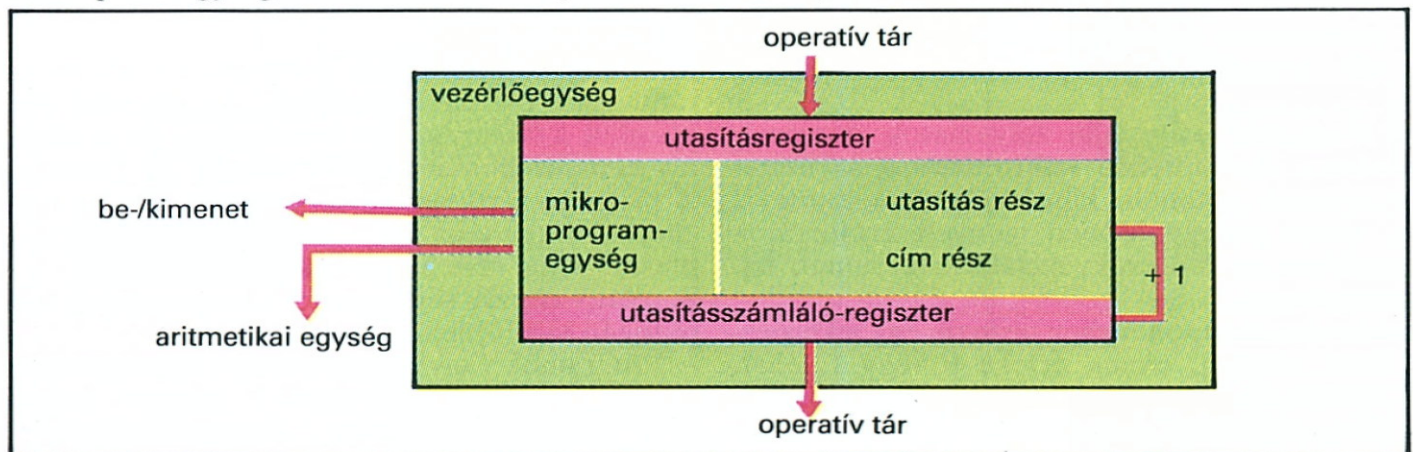 operatív tár
vezérlőegység
utasításregiszter
be-/kimenet
mikro-
program-
egység
utasítás rész
cím rész
+ 1
utasításszámláló-regiszter
aritmetikai egység
operatív tár